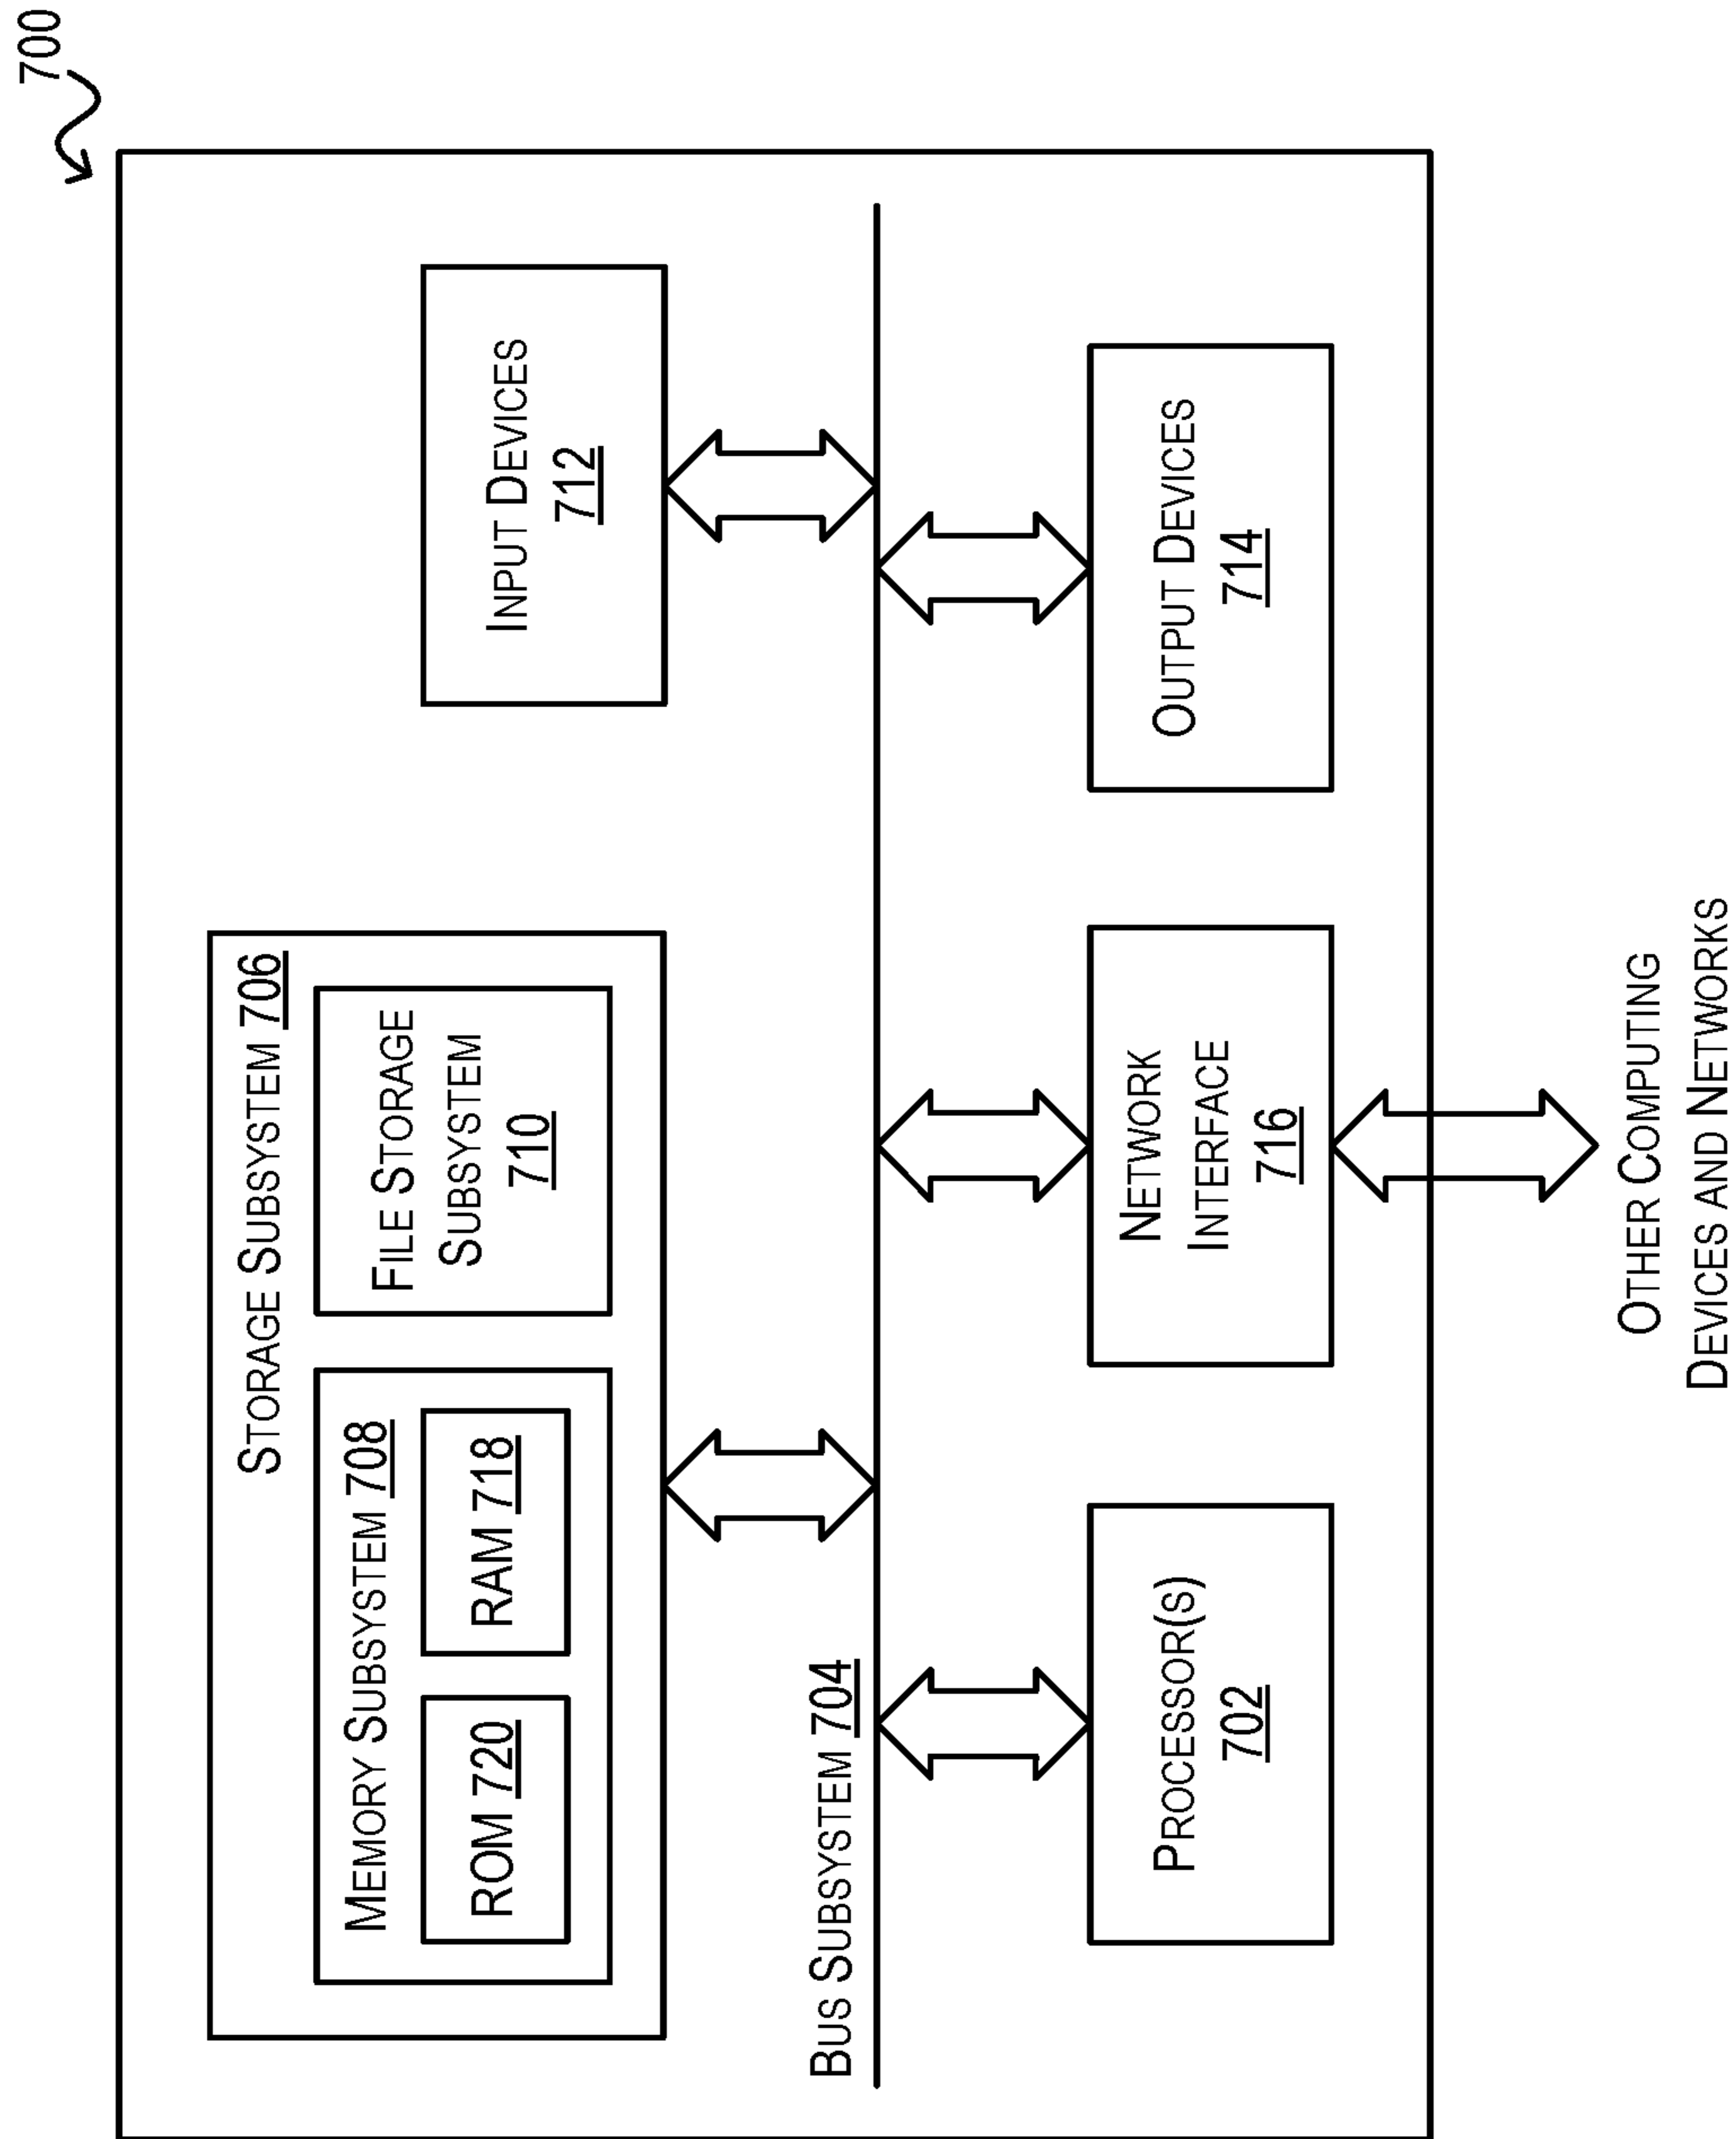 700
STORAGE SUBSYSTEM 706
MEMORY SUBSYSTEM 708
ROM 720
RAM 718
FILE STORAGE
SUBSYSTEM
710
INPUT DEVICES
712
BUS SUBSYSTEM 704
PROCESSOR(S)
702
NETWORK
INTERFACE
716
OUTPUT DEVICES
714
OTHER COMPUTING
DEVICES AND NETWORKS